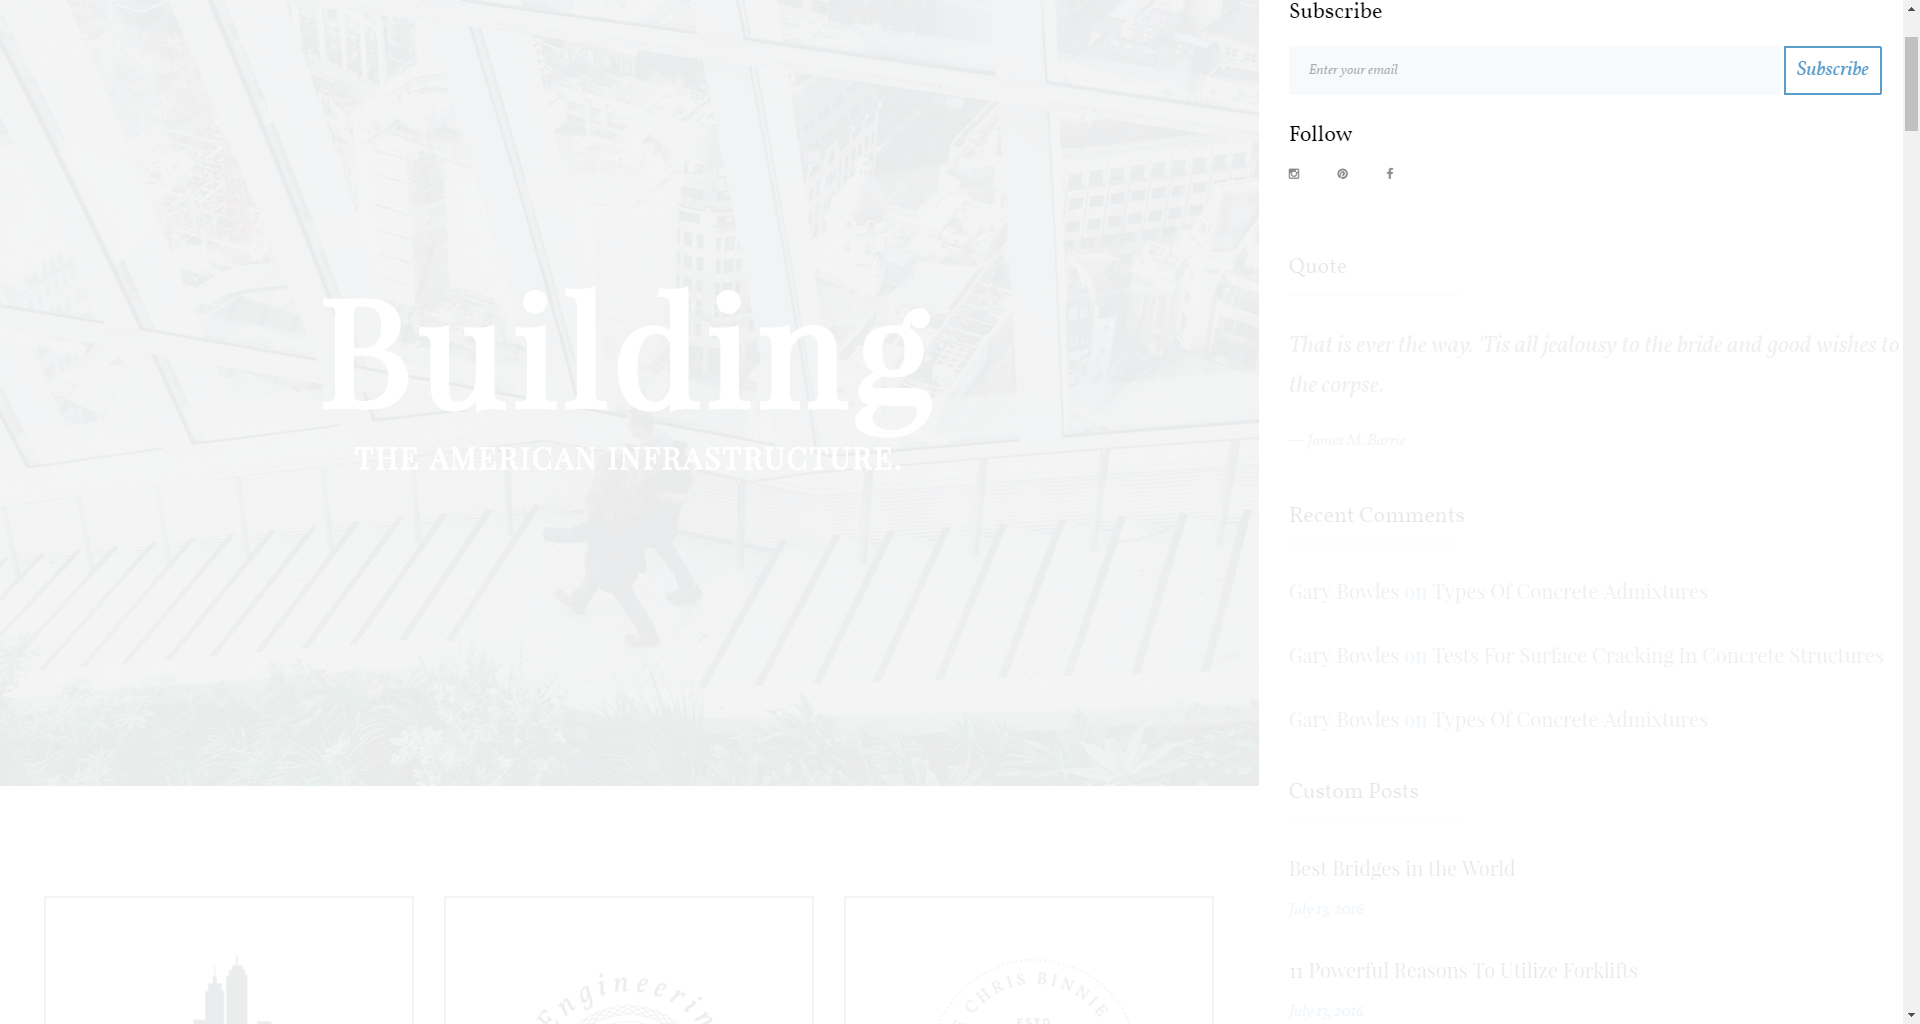 Subscribe
Enter your email
Subscribe
Follow
Quote
That is ever the way. 'Tis all jealousy to the bride and good wishes to
the corpse.
— James M. Barrie
Building
THE AMERICAN INFRASTRUCTURE.
Recent Comments
Gary Bowles on Types Of Concrete Admixtures
Gary Bowles on Tests For Surface Cracking In Concrete Structures
Gary Bowles on Types Of Concrete Admixtures
Custom Posts
Best Bridges in the World
July 13, 2016
11 Powerful Reasons To Utilize Forklifts
July 13, 2016
CHRIS BINNIE
ESTD